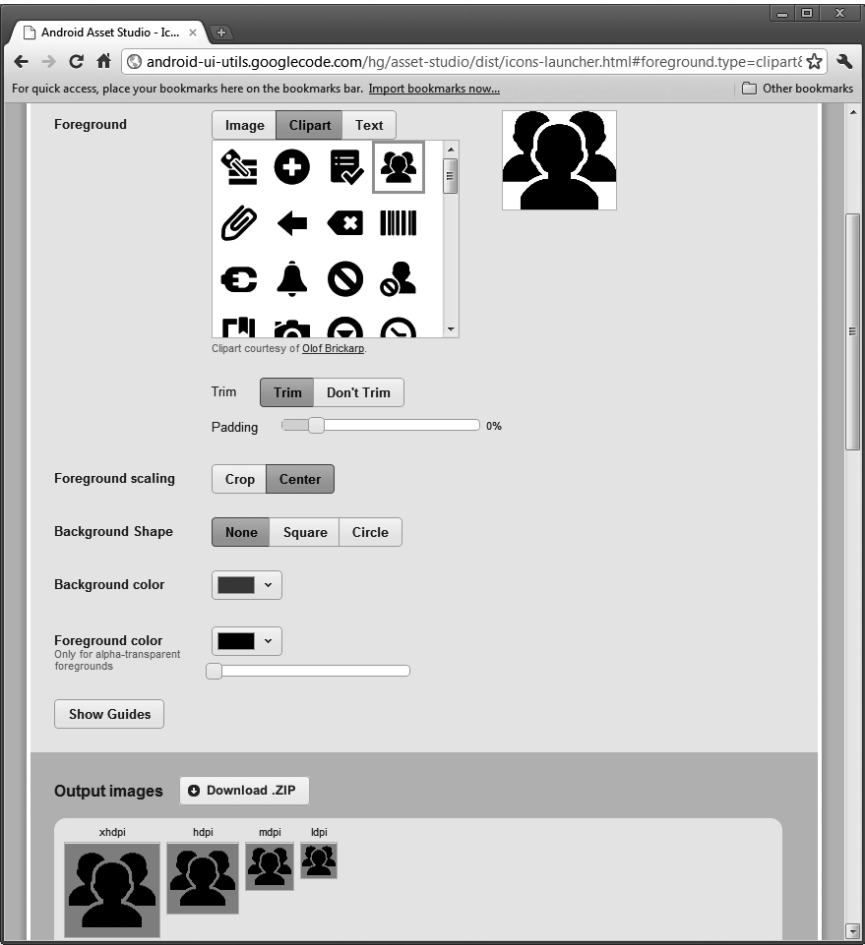 Android Asset Studio - Ic...
android-ui-utils.googlecode.com/hg/asset-studio/dist/icons-launcher.html#foreground.type=clipart&
For quick access, place your bookmarks here on the bookmarks bar. Import bookmarks now... Other bookmarks
Foreground Image Clipart Text
Clipart courtesy of Olof Brickarp.
Trim Trim Don't Trim
Padding 0%
Foreground scaling Crop Center
Background Shape None Square Circle
Background color
Foreground color
Only for alpha-transparent
foregrounds
Show Guides
Output images Download .ZIP
xhdpi hdpi mdpi ldpi